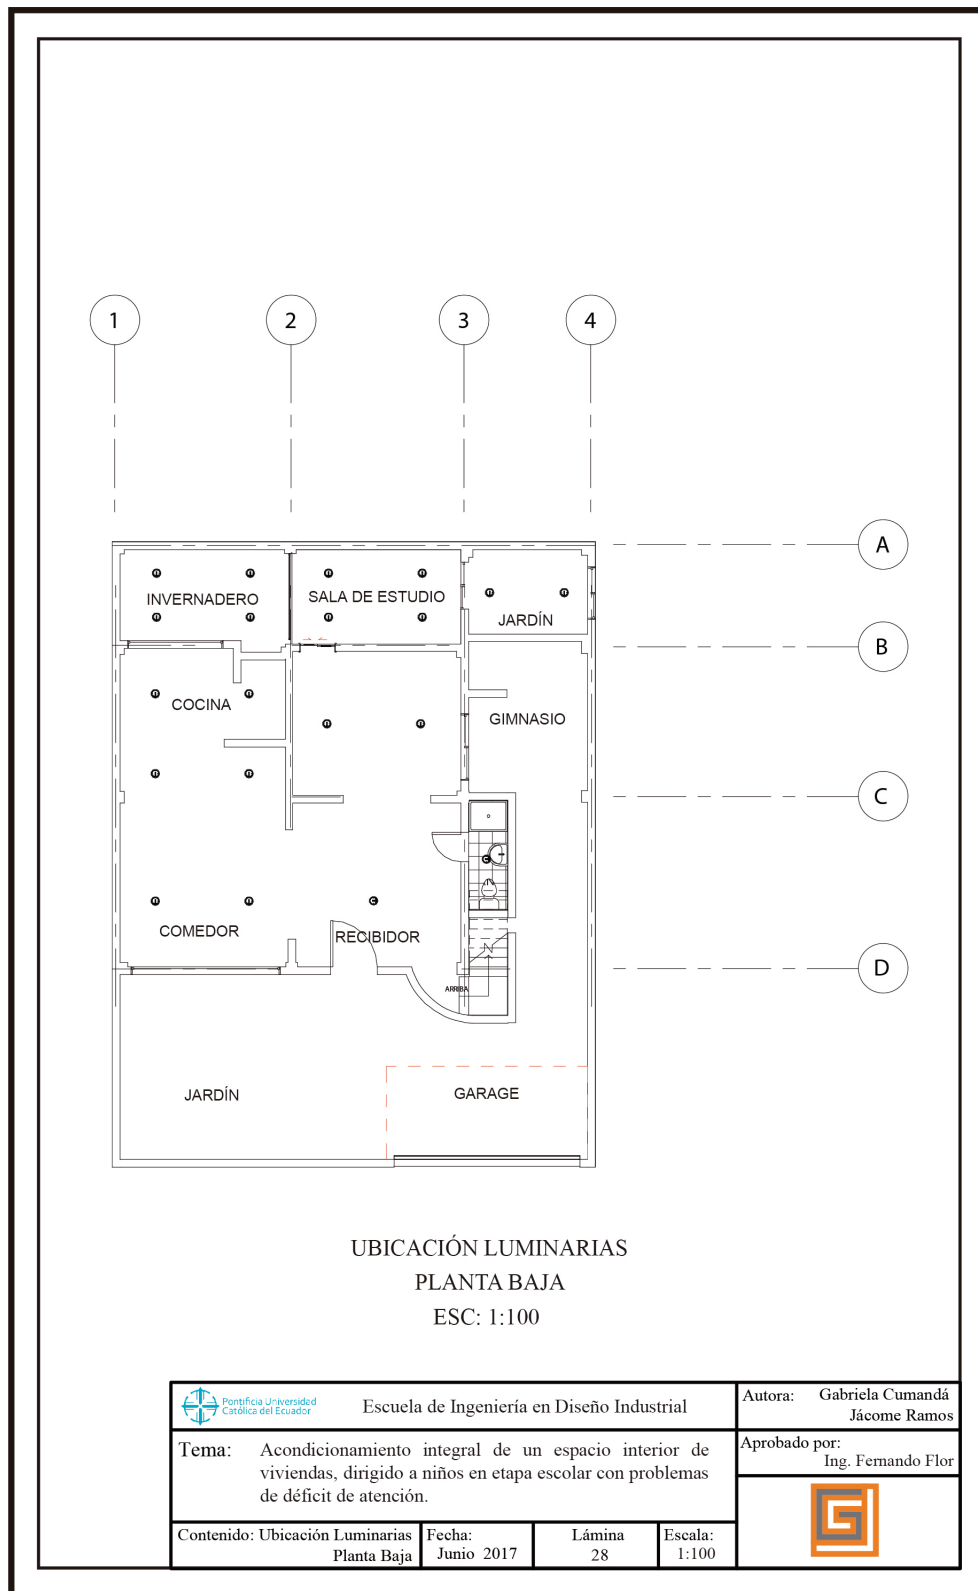 1
2
3
4
A
B
C
D
INVERNADERO
SALA DE ESTUDIO
JARDÍN
COCINA
GIMNASIO
COMEDOR
RECIBIDOR
ARRIBA
JARDÍN
GARAGE
UBICACIÓN LUMINARIAS
PLANTA BAJA
ESC: 1:100
Pontificia Universidad
Católica del Ecuador
Escuela de Ingeniería en Diseño Industrial
Autora: Gabriela Cumandá
Jácome Ramos
Tema: Acondicionamiento integral de un espacio interior de
viviendas, dirigido a niños en etapa escolar con problemas
de déficit de atención.
Aprobado por:
Ing. Fernando Flor
Contenido: Ubicación Luminarias
Planta Baja
Fecha:
Junio 2017
Lámina
28
Escala:
1:100